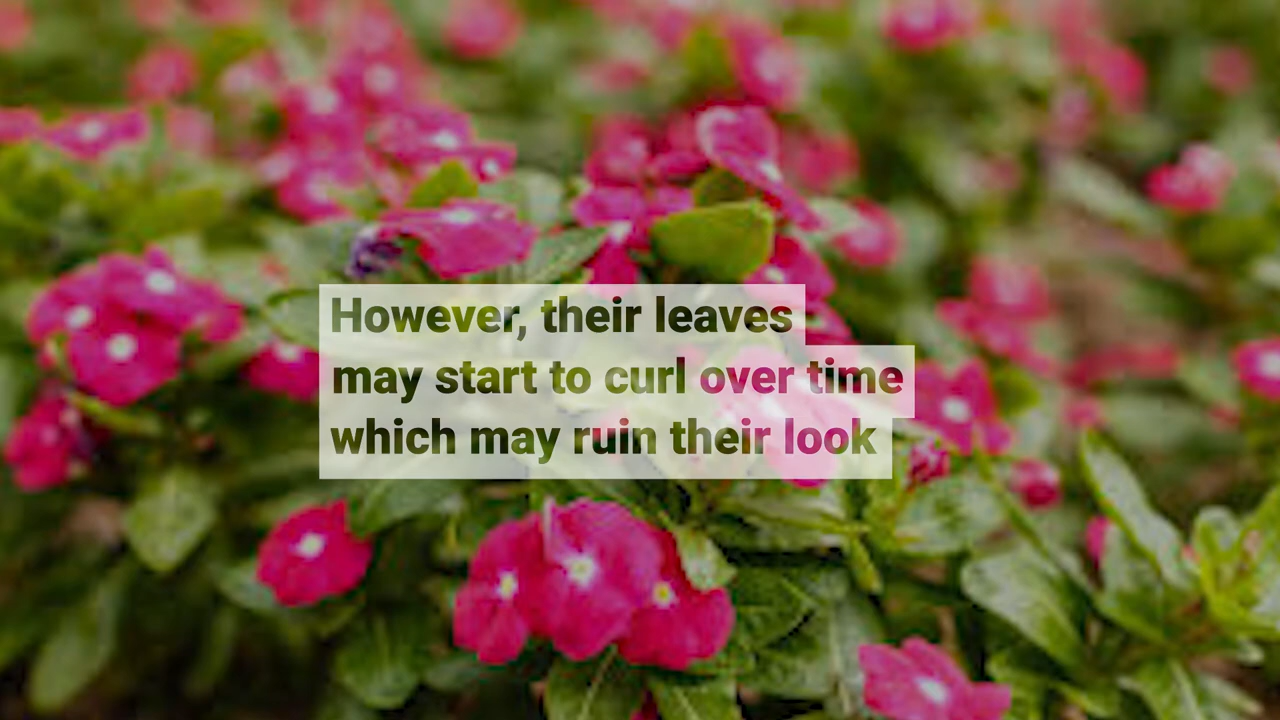 However, their leaves
may start to curl over time
which may ruin their look